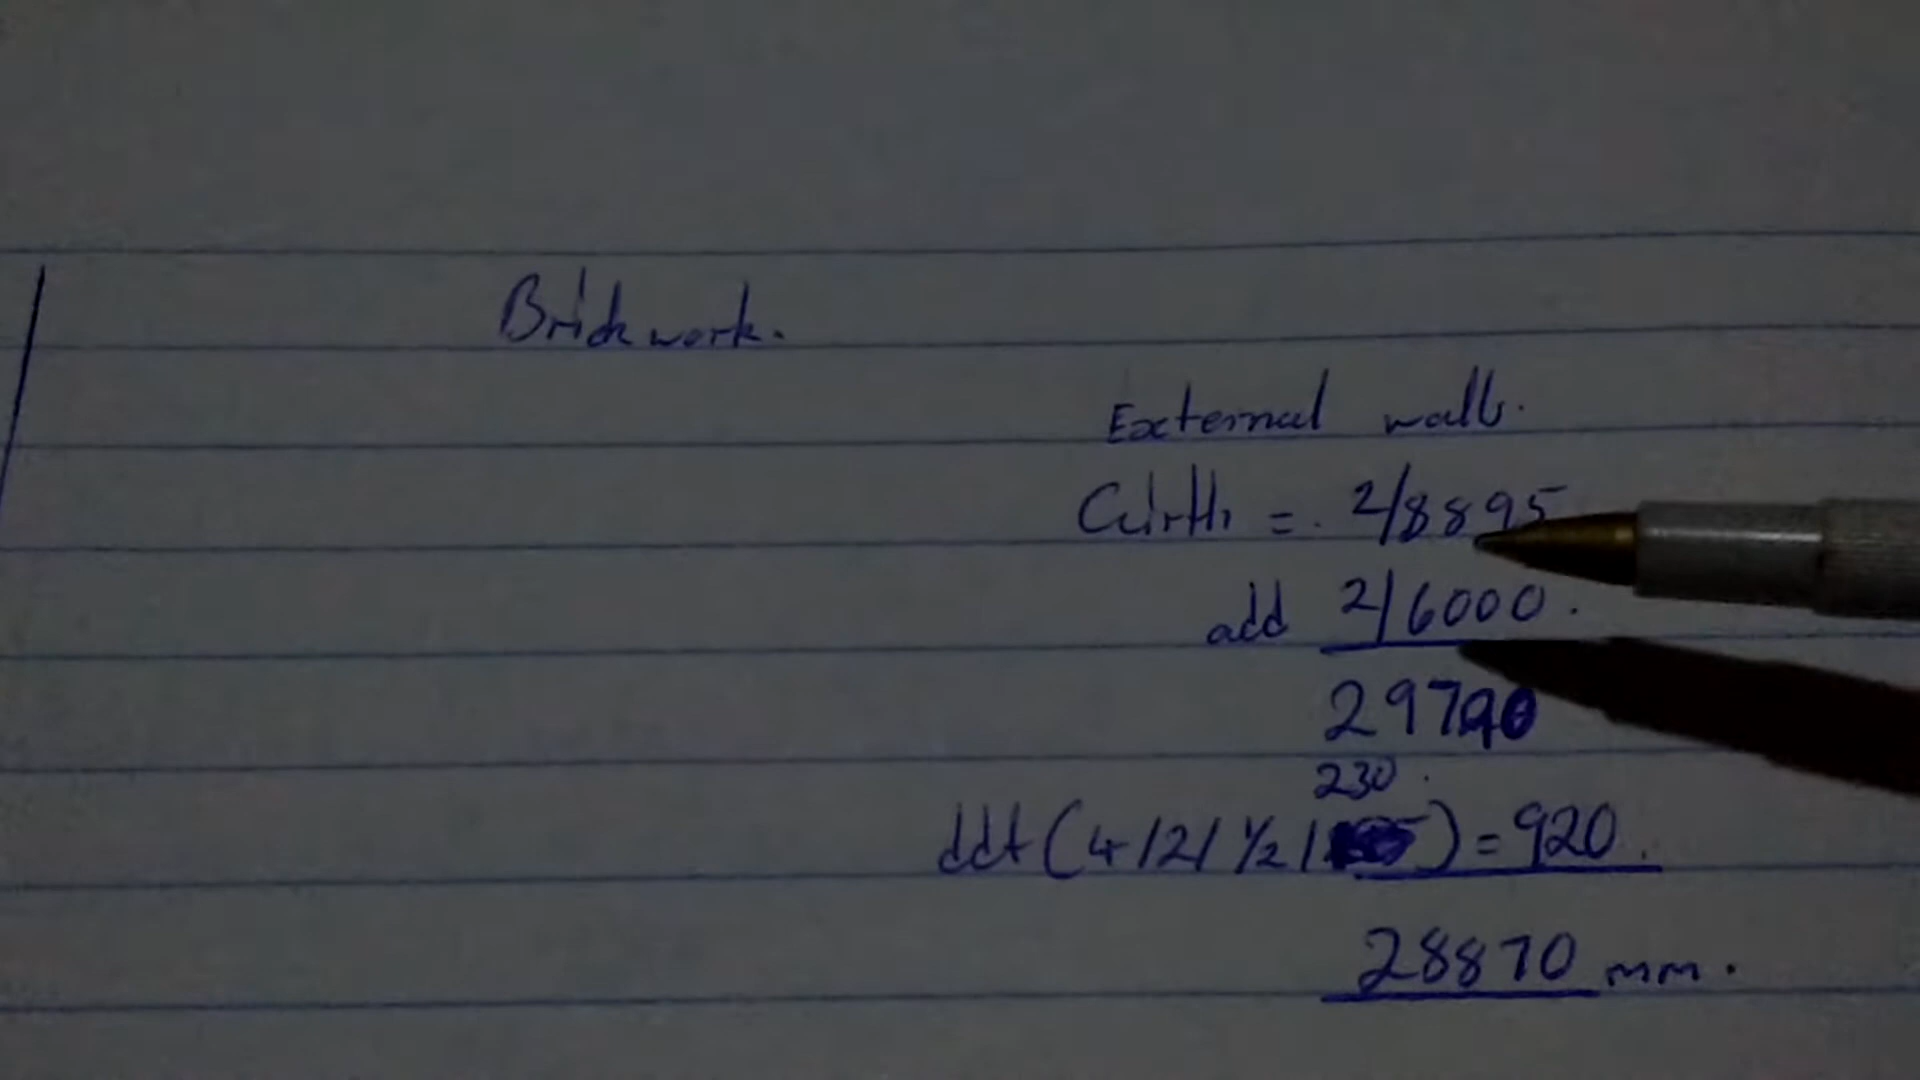 Brickwork.
External wall.
Girth = 2/8895
add 2/6000.
29790
230
ddt (4/2/½/ ) = 920.
28870 mm.